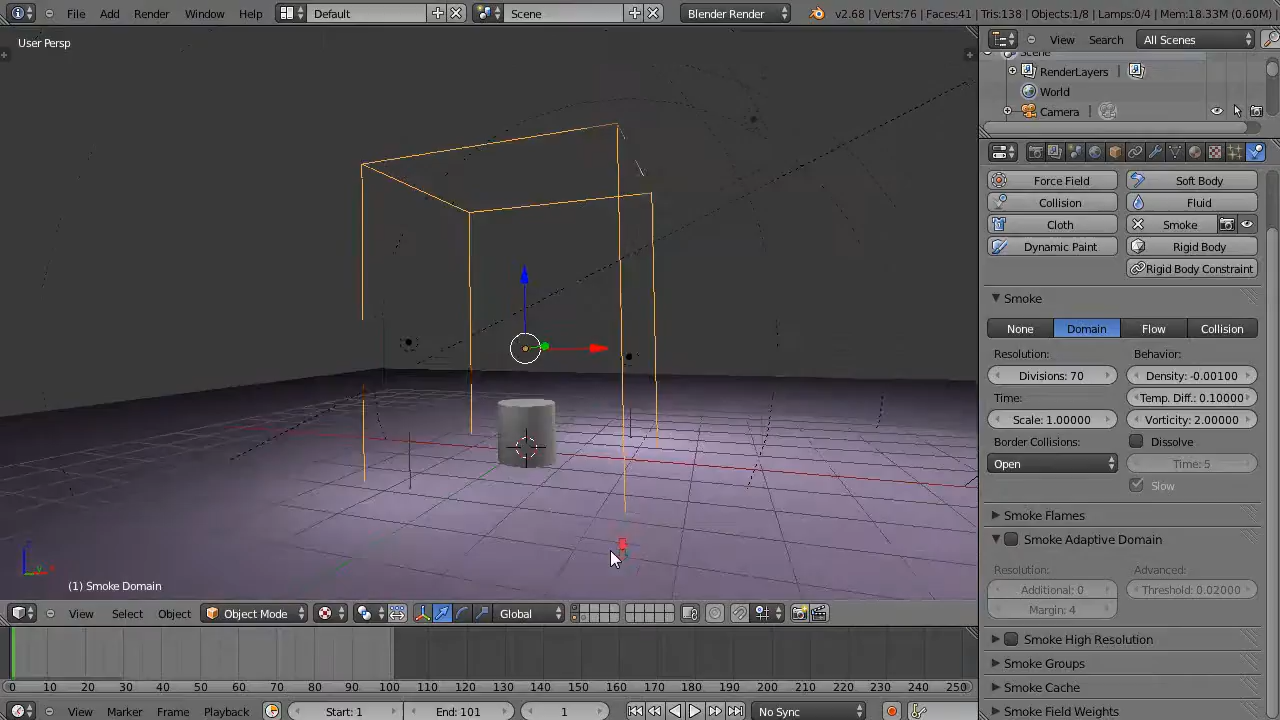 File Add Render Window Help Default Scene Blender Render v2.68 | Verts:76 | Faces:41 | Tris:138 | Objects:1/8 | Lamps:0/4 | Mem:18.33M (0.60M)
User Persp
View Search All Scenes
Scene
RenderLayers
World
Camera
Force Field Soft Body
Collision Fluid
Cloth Smoke
Dynamic Paint Rigid Body
Rigid Body Constraint
Smoke
None Domain Flow Collision
Resolution: Behavior:
Divisions: 70 Density: -0.00100
Time: Temp. Diff.: 0.10000
Scale: 1.00000 Vorticity: 2.00000
Border Collisions: Dissolve
Open Time: 5
Slow
Smoke Flames
Smoke Adaptive Domain
Resolution: Advanced:
Additional: 0 Threshold: 0.02000
Margin: 4
Smoke High Resolution
Smoke Groups
Smoke Cache
Smoke Field Weights
(1) Smoke Domain
View Select Object Object Mode Global
0 10 20 30 40 50 60 70 80 90 100 110 120 130 140 150 160 170 180 190 200 210 220 230 240 250
View Marker Frame Playback Start: 1 End: 101 1 No Sync